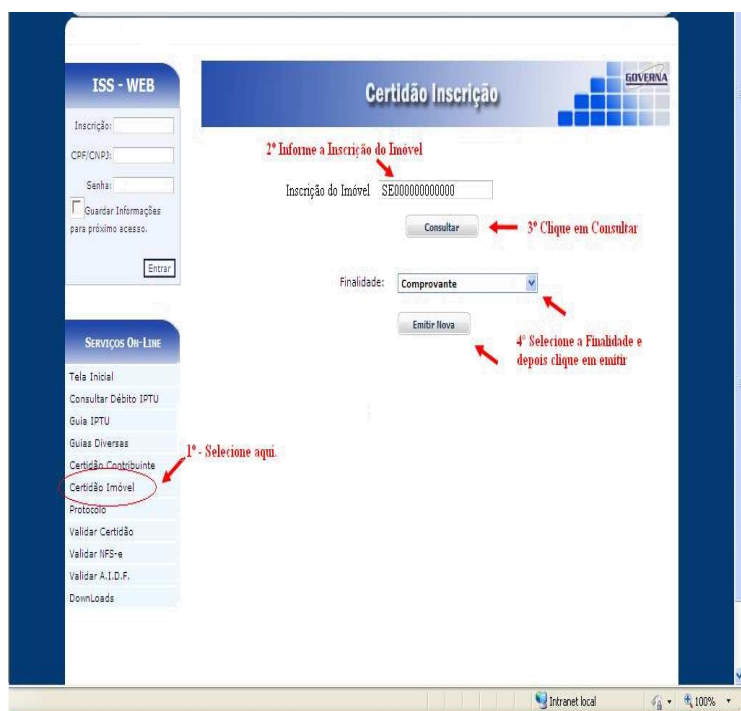 ISS - WEB
Inscrição:
CPF/CNPJ:
Senha:
Guardar Informações
para próximo acesso.
Entrar
Certidão Inscrição
GOVERNA
2º Informe a Inscrição do Imóvel
Inscrição do Imóvel SE000000000000
Consultar
3º Clique em Consultar
Finalidade:
Comprovante
Emitir Nova
4º Selecione a Finalidade e
depois clique em emitir
SERVIÇOS ON-LINE
Tela Inicial
Consultar Débito IPTU
Guia IPTU
Guias Diversas
Certidão Contribuinte
1º - Selecione aqui.
Certidão Imóvel
Protocolo
Validar Certidão
Validar NFS-e
Validar A.I.D.F.
DownLoads
Intranet local
100%